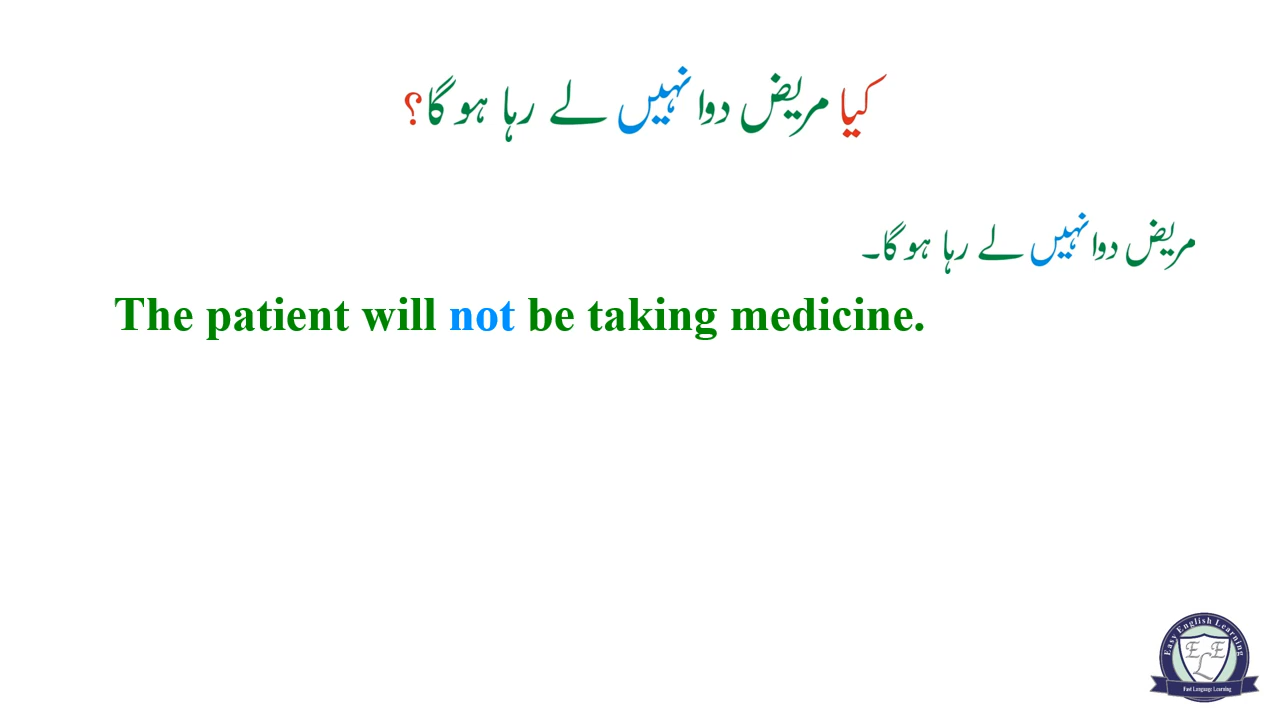 کیا مریض دوا نہیں لے رہا ہو گا؟
مریض دوا نہیں لے رہا ہو گا۔
The patient will not be taking medicine.
Easy English Learning
ELE
Fast Language Learning